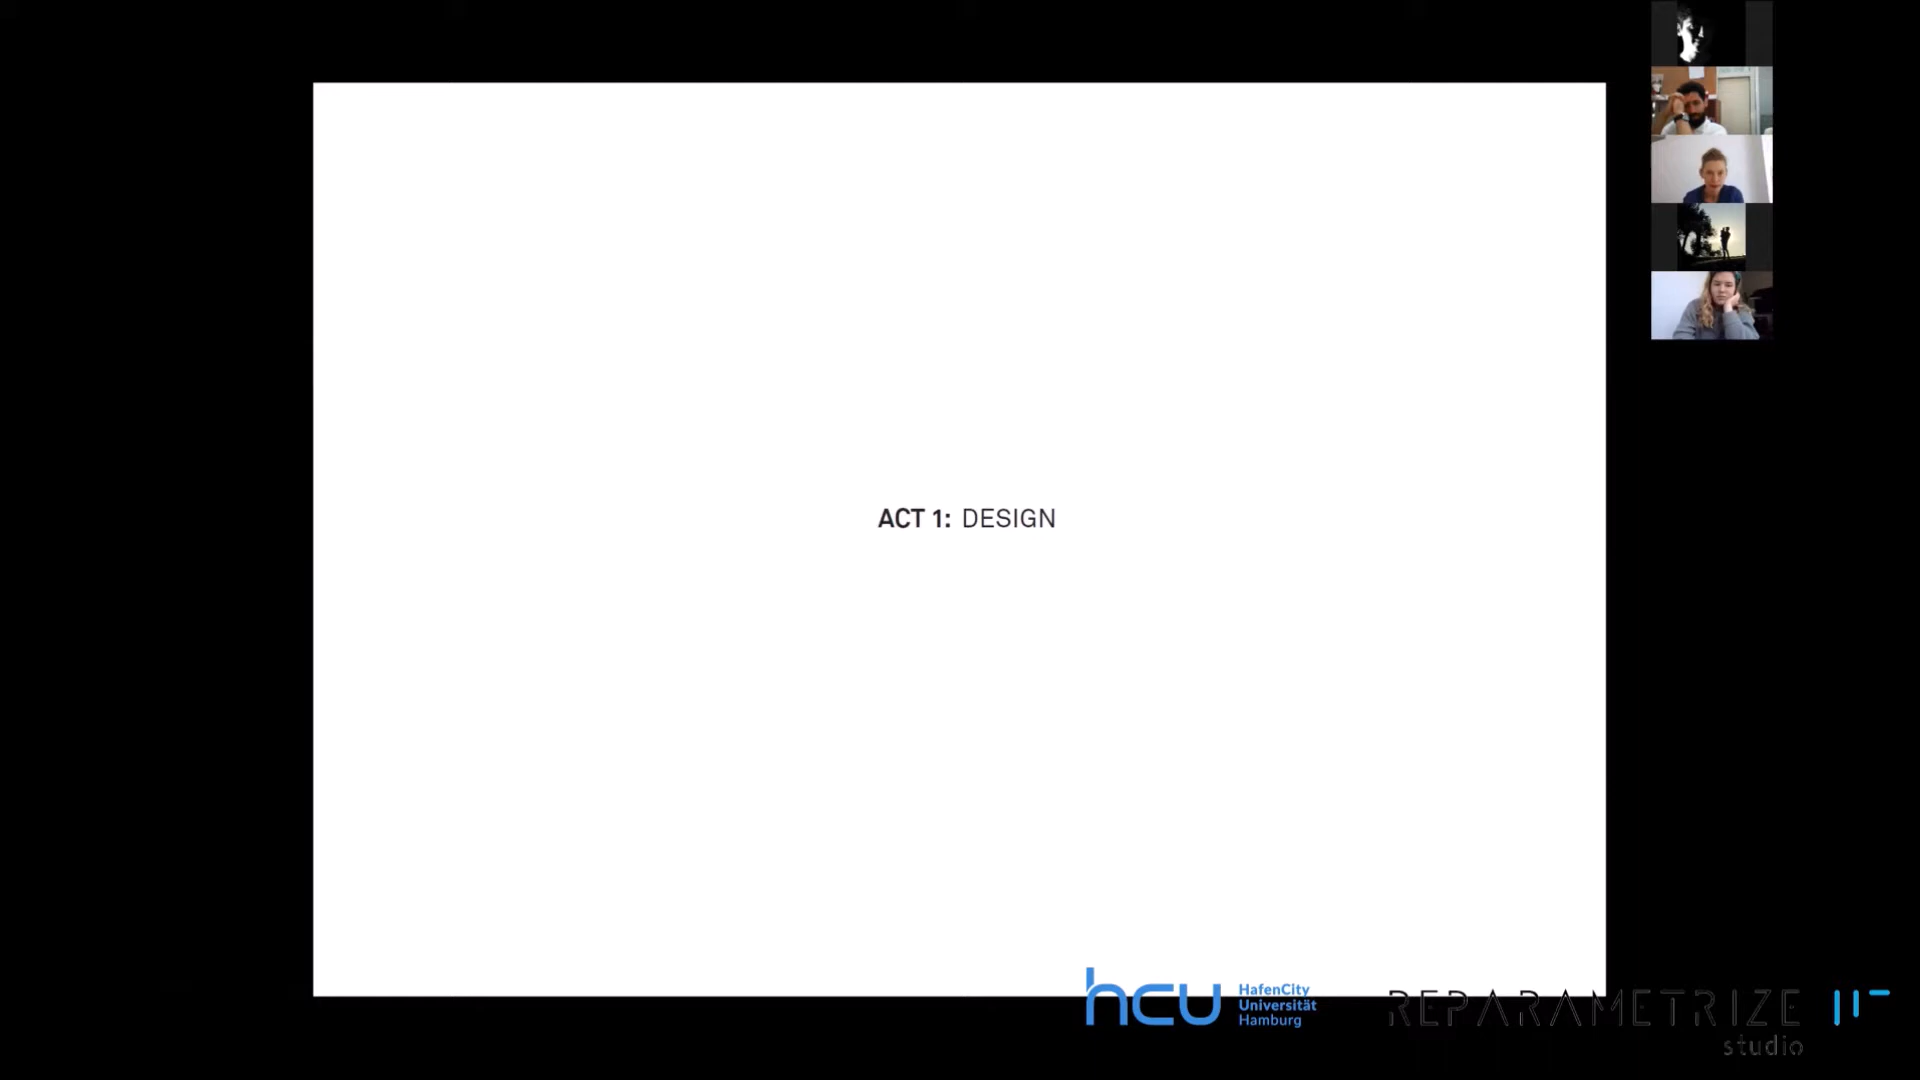 ACT 1: DESIGN
hcu HafenCity
Universität
Hamburg
REPARAMETRIZE
studio